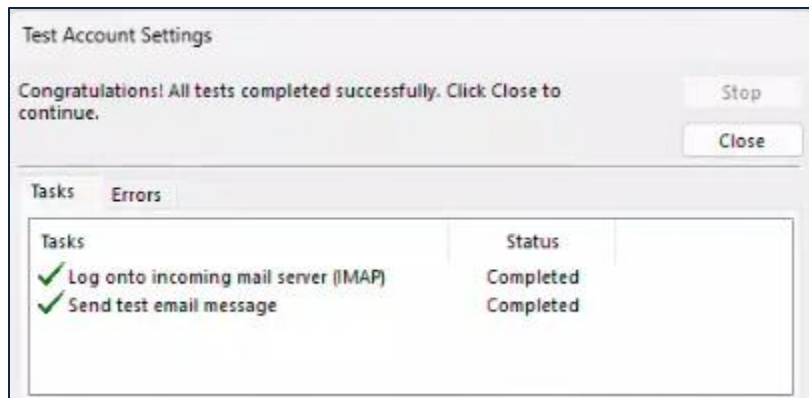 Test Account Settings
Congratulations! All tests completed successfully. Click Close to
continue.
Stop
Close
Tasks
Errors
Tasks
Status
Log onto incoming mail server (IMAP)
Completed
Send test email message
Completed